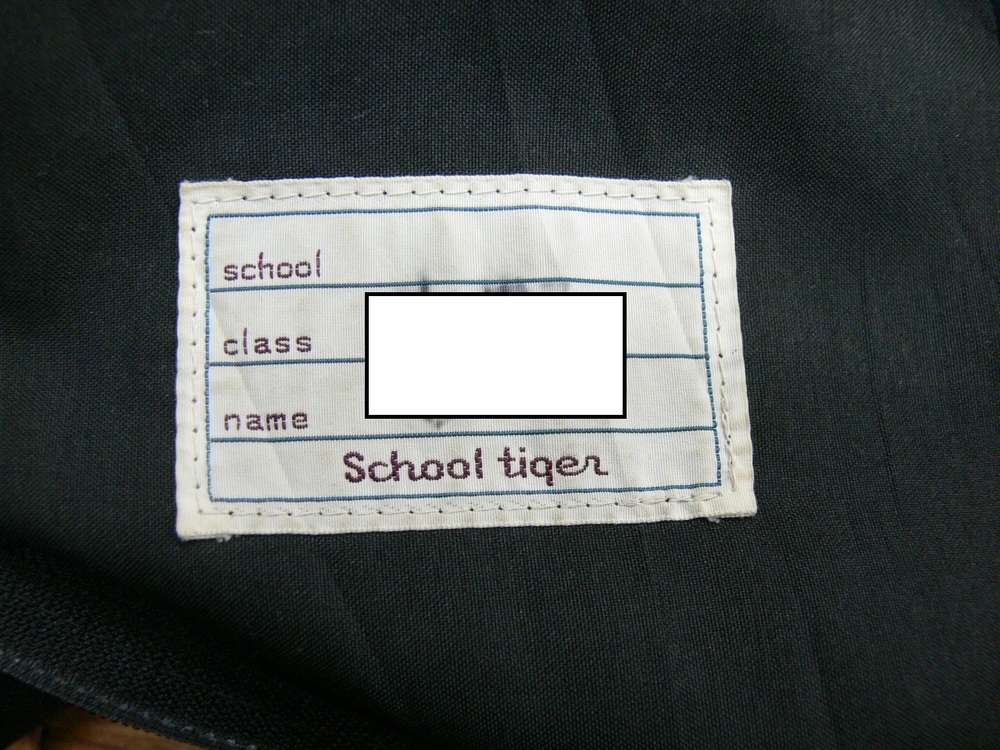 school
class
name
School tiger